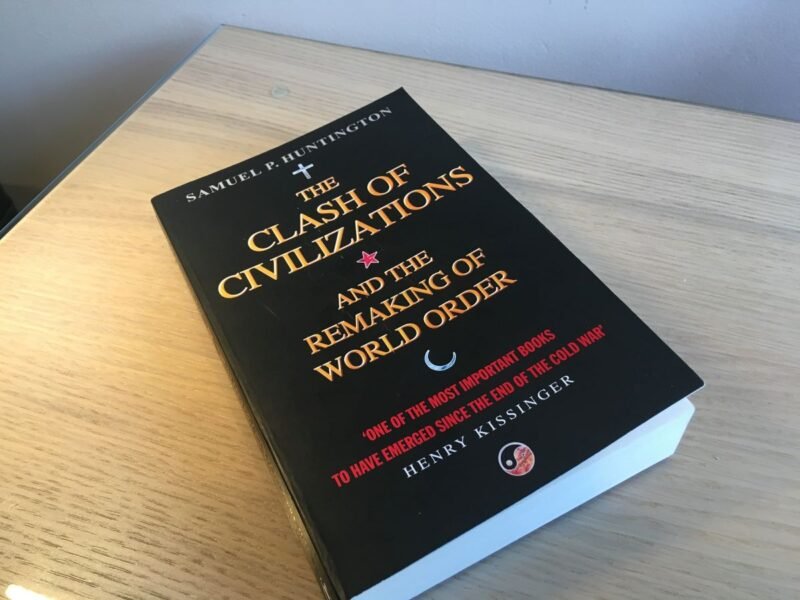 SAMUEL P. HUNTINGTON
THE
CLASH OF
CIVILIZATIONS
AND THE
REMAKING OF
WORLD ORDER
'ONE OF THE MOST IMPORTANT BOOKS
TO HAVE EMERGED SINCE THE END OF THE COLD WAR'
HENRY KISSINGER